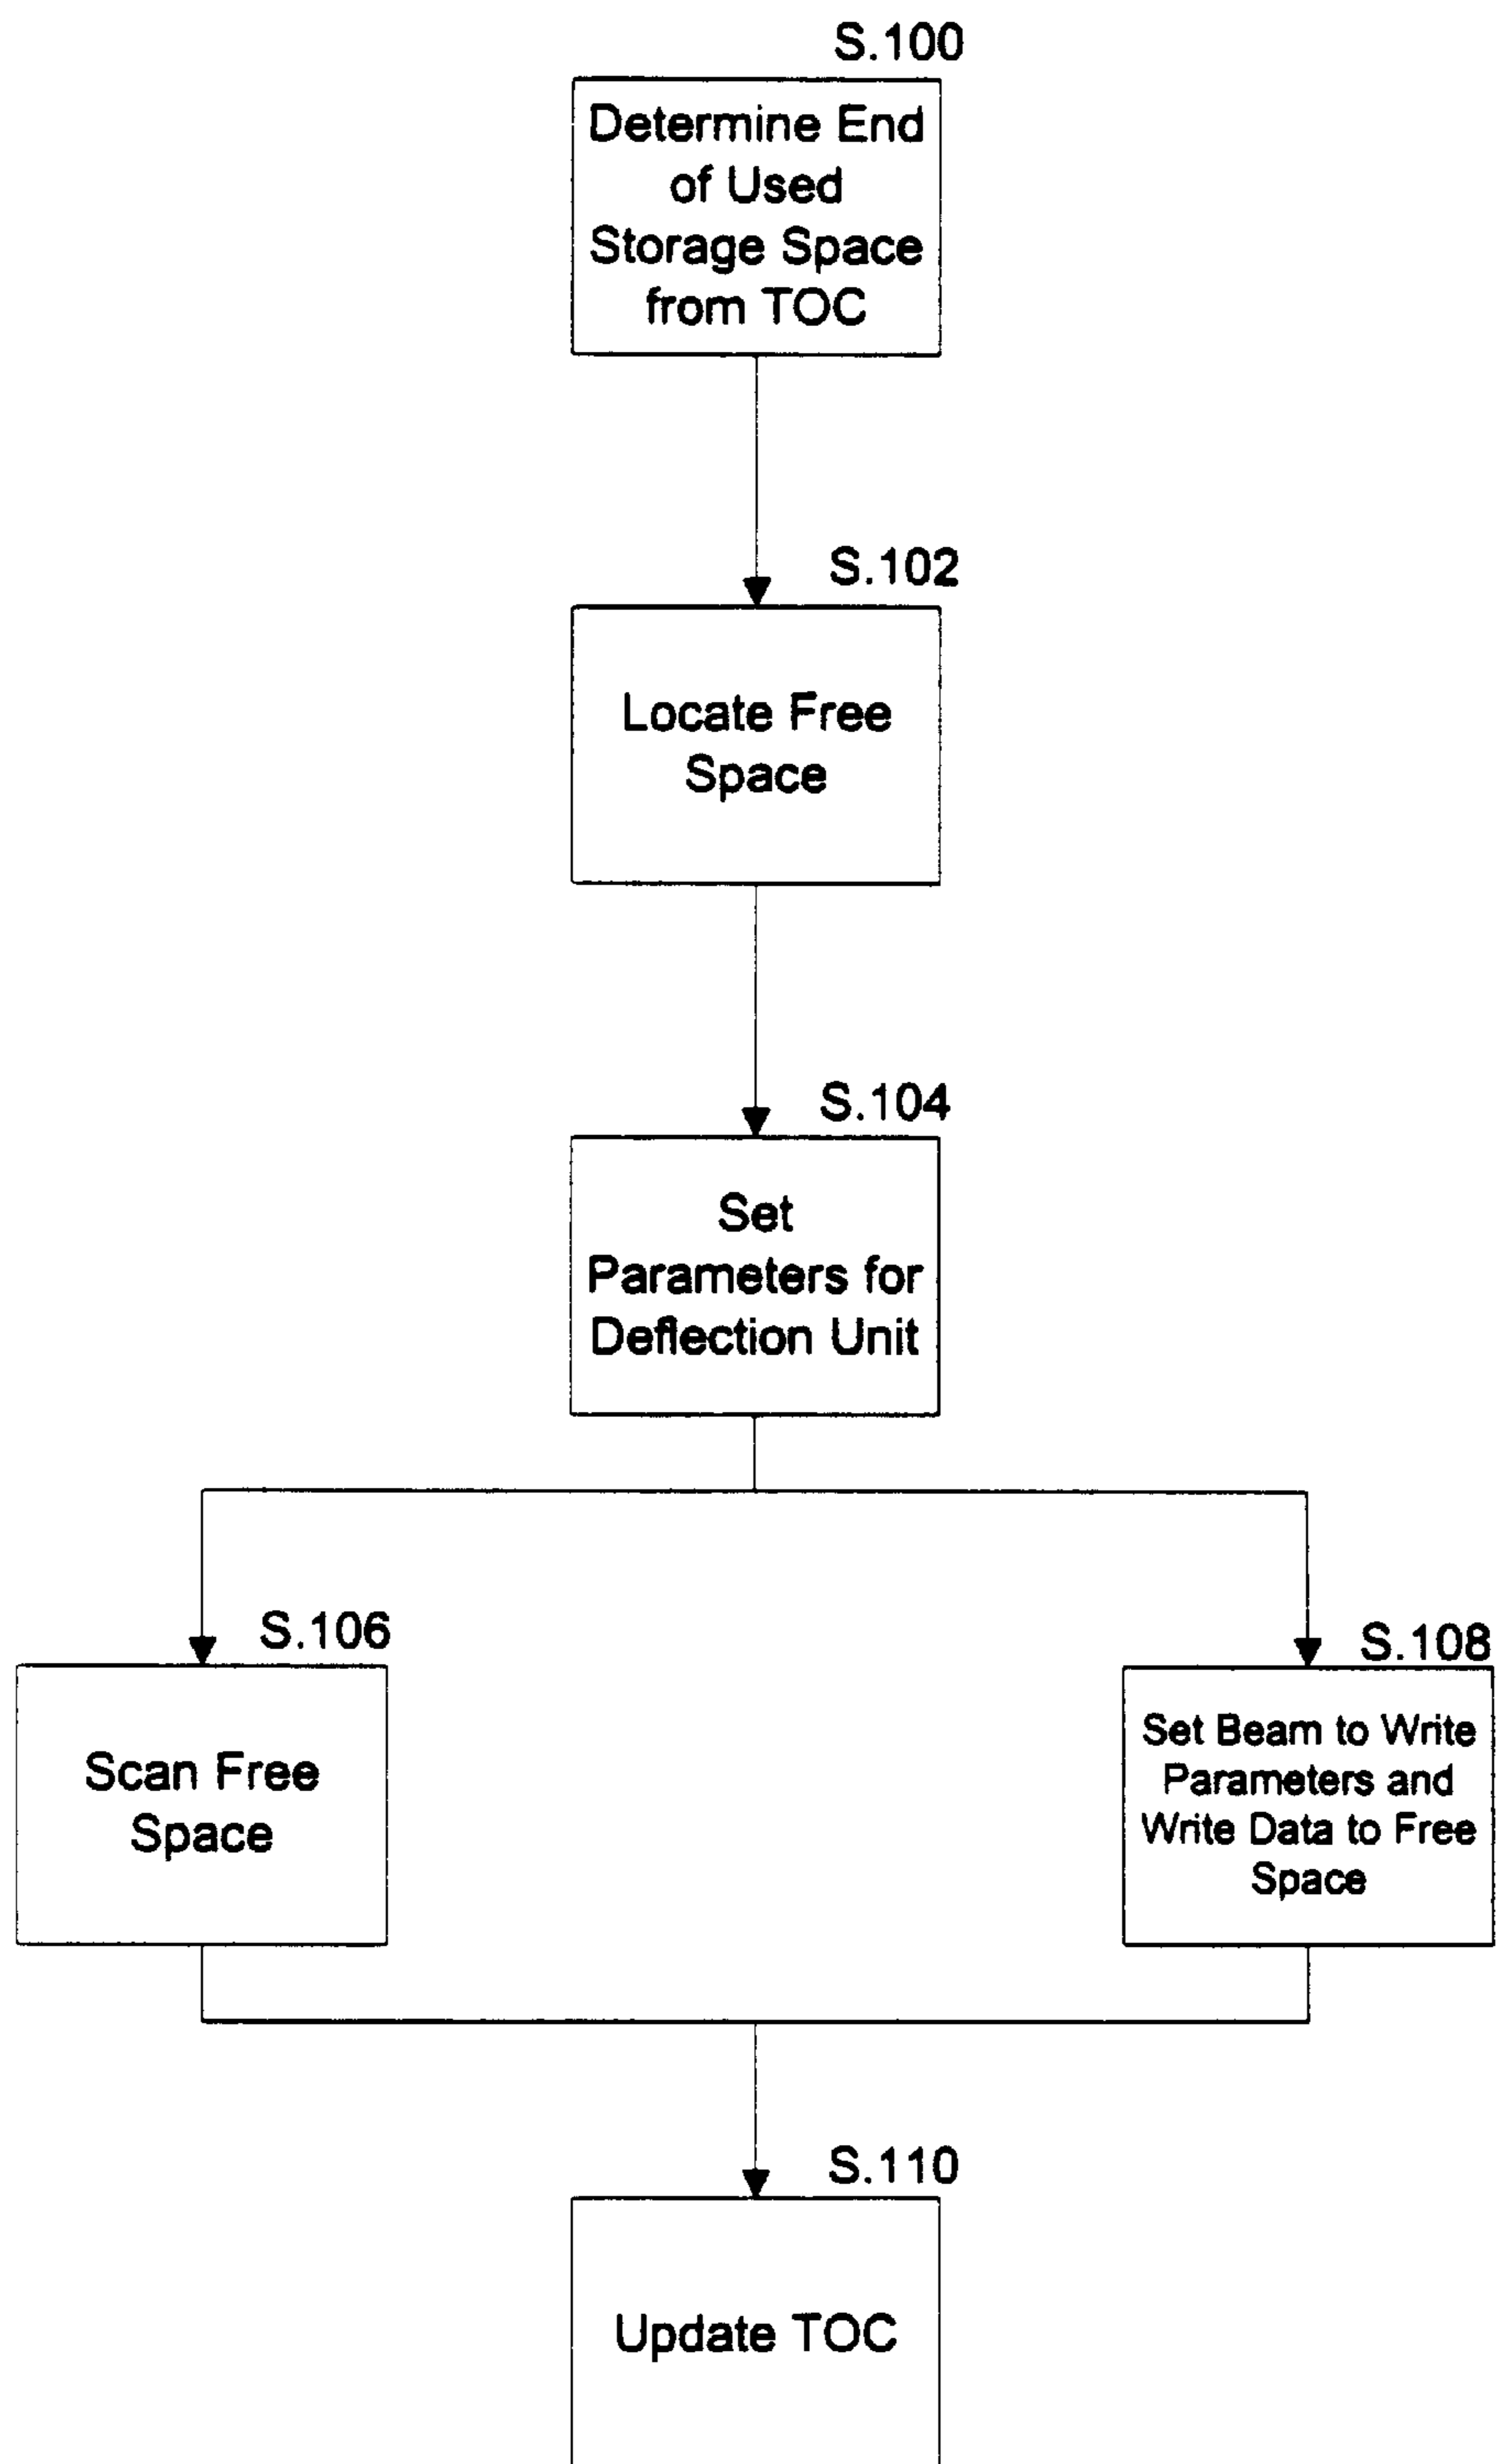 S.100
Determine End
of Used
Storage Space
from TOC
S.102
Locate Free
Space
S.104
Set
Parameters for
Deflection Unit
S.106
Scan Free
Space
S.108
Set Beam to Write
Parameters and
Write Data to Free
Space
S.110
Update TOC